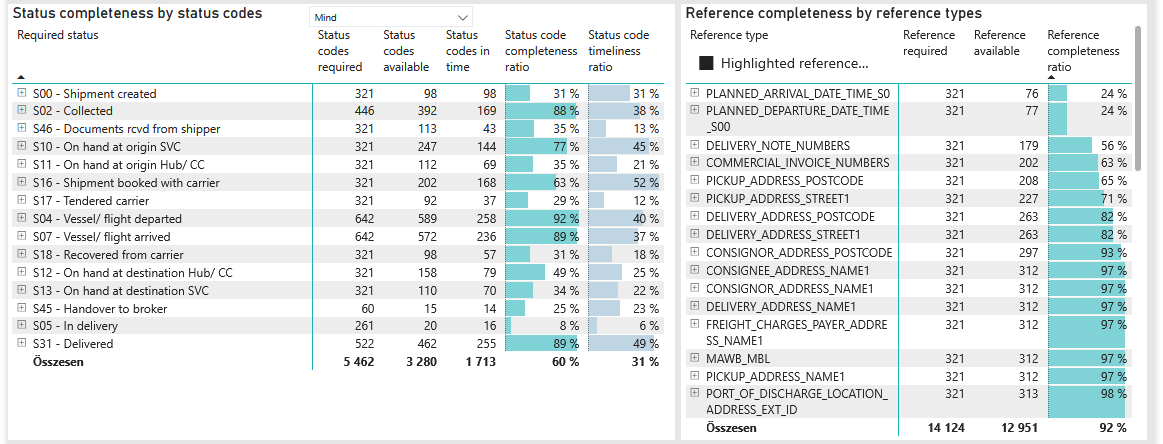 Status completeness by status codes
Mind
Required status
Status codes required
Status codes available
Status codes in time
Status code completeness ratio
Status code timeliness ratio
S00 - Shipment created 321 98 98 31 % 31 %
S02 - Collected 446 392 169 88 % 38 %
S46 - Documents rcvd from shipper 321 113 43 35 % 13 %
S10 - On hand at origin SVC 321 247 144 77 % 45 %
S11 - On hand at origin Hub/ CC 321 112 69 35 % 21 %
S16 - Shipment booked with carrier 321 202 168 63 % 52 %
S17 - Tendered carrier 321 92 37 29 % 12 %
S04 - Vessel/ flight departed 642 589 258 92 % 40 %
S07 - Vessel/ flight arrived 642 572 236 89 % 37 %
S18 - Recovered from carrier 321 98 57 31 % 18 %
S12 - On hand at destination Hub/ CC 321 158 79 49 % 25 %
S13 - On hand at destination SVC 321 110 70 34 % 22 %
S45 - Handover to broker 60 15 14 25 % 23 %
S05 - In delivery 261 20 16 8 % 6 %
S31 - Delivered 522 462 255 89 % 49 %
Összesen 5 462 3 280 1 713 60 % 31 %
Reference completeness by reference types
Reference type
Highlighted reference...
Reference required
Reference available
Reference completeness ratio
PLANNED_ARRIVAL_DATE_TIME_S0 321 76 24 %
PLANNED_DEPARTURE_DATE_TIME 321 77 24 %
_S00
DELIVERY_NOTE_NUMBERS 321 179 56 %
COMMERCIAL_INVOICE_NUMBERS 321 202 63 %
PICKUP_ADDRESS_POSTCODE 321 208 65 %
PICKUP_ADDRESS_STREET1 321 227 71 %
DELIVERY_ADDRESS_POSTCODE 321 263 82 %
DELIVERY_ADDRESS_STREET1 321 263 82 %
CONSIGNOR_ADDRESS_POSTCODE 321 297 93 %
CONSIGNEE_ADDRESS_NAME1 321 312 97 %
CONSIGNOR_ADDRESS_NAME1 321 312 97 %
DELIVERY_ADDRESS_NAME1 321 312 97 %
FREIGHT_CHARGES_PAYER_ADDRE 321 312 97 %
SS_NAME1
MAWB_MBL 321 312 97 %
PICKUP_ADDRESS_NAME1 321 312 97 %
PORT_OF_DISCHARGE_LOCATION_ 321 313 98 %
ADDRESS_EXT_ID
Összesen 14 124 12 951 92 %